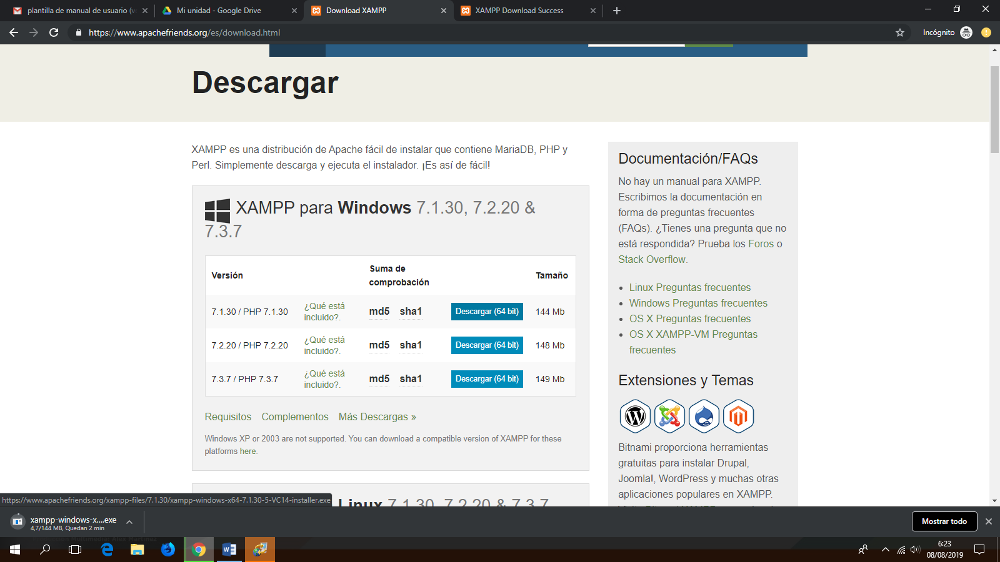 plantilla de manual de usuario (v
Mi unidad - Google Drive
Download XAMPP
XAMPP Download Success
https://www.apachefriends.org/es/download.html
Incógnito
Descargar
XAMPP es una distribución de Apache fácil de instalar que contiene MariaDB, PHP y
Perl. Simplemente descarga y ejecuta el instalador. ¡Es así de fácil!
XAMPP para Windows 7.1.30, 7.2.20 &
7.3.7
Versión
Suma de
comprobación
Tamaño
7.1.30 / PHP 7.1.30
¿Qué está
incluido?.
md5
sha1
Descargar (64 bit)
144 Mb
7.2.20 / PHP 7.2.20
¿Qué está
incluido?.
md5
sha1
Descargar (64 bit)
148 Mb
7.3.7 / PHP 7.3.7
¿Qué está
incluido?.
md5
sha1
Descargar (64 bit)
149 Mb
Requisitos
Complementos
Más Descargas »
Windows XP or 2003 are not supported. You can download a compatible version of XAMPP for these
platforms here.
Linux 7.1.30, 7.2.20 & 7.3.7
Documentación/FAQs
No hay un manual para XAMPP.
Escribimos la documentación en
forma de preguntas frecuentes
(FAQs). ¿Tienes una pregunta que no
está respondida? Prueba los Foros o
Stack Overflow.
Linux Preguntas frecuentes
Windows Preguntas frecuentes
OS X Preguntas frecuentes
OS X XAMPP-VM Preguntas
frecuentes
Extensiones y Temas
Bitnami proporciona herramientas
gratuitas para instalar Drupal,
Joomla!, WordPress y muchas otras
aplicaciones populares en XAMPP.
https://www.apachefriends.org/xampp-files/7.1.30/xampp-windows-x64-7.1.30-5-VC14-installer.exe
xampp-windows-x....exe
4,7/144 MB, Quedan 2 min
Mostrar todo
6:23
08/08/2019